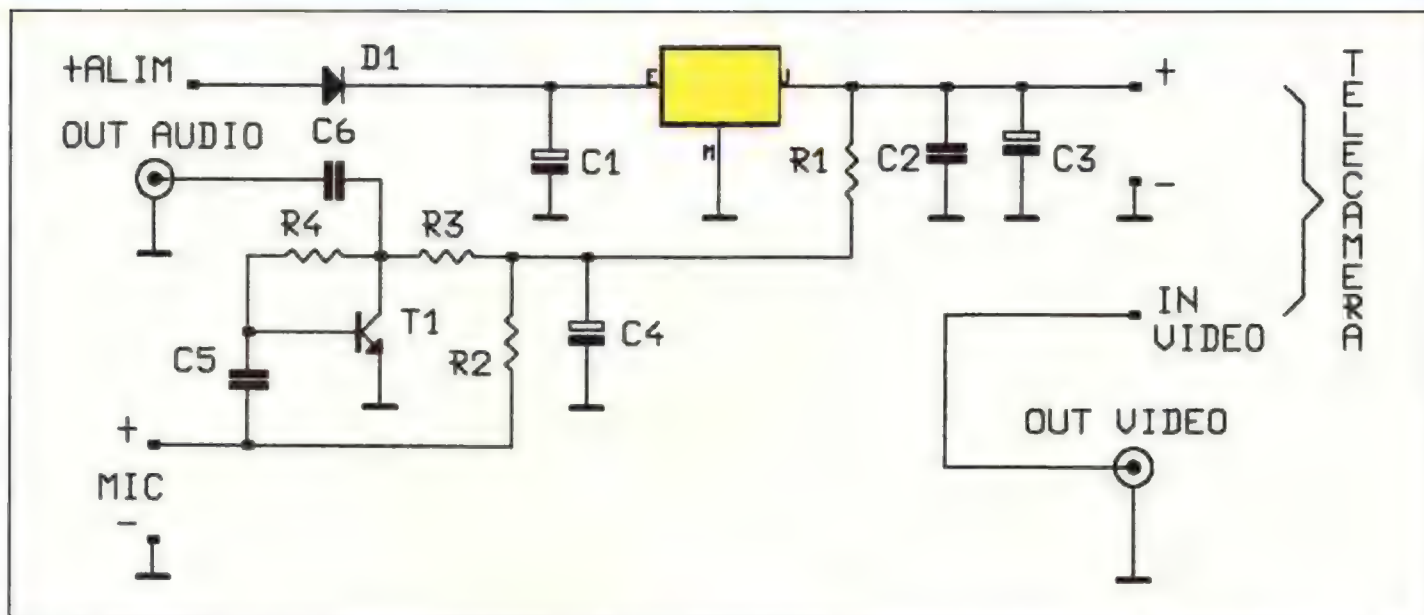 +ALIM
D1
E
U
M
+
-
TELECAMERA
OUT AUDIO
C6
C1
R1
C2
C3
R4
R3
T1
C5
R2
C4
IN
VIDEO
+
MIC
-
OUT VIDEO